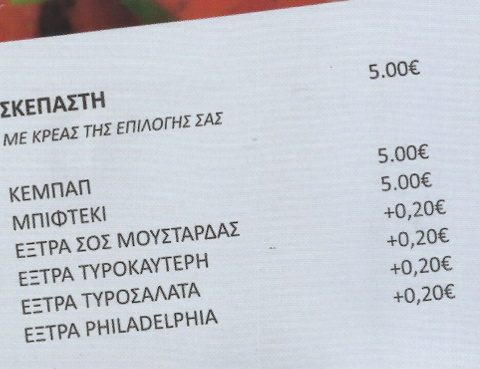 ΣΚΕΠΑΣΤΗ 5.00€
ΜΕ ΚΡΕΑΣ ΤΗΣ ΕΠΙΛΟΓΗΣ ΣΑΣ
ΚΕΜΠΑΠ 5.00€
ΜΠΙΦΤΕΚΙ 5.00€
ΕΞΤΡΑ ΣΟΣ ΜΟΥΣΤΑΡΔΑΣ +0,20€
ΕΞΤΡΑ ΤΥΡΟΚΑΥΤΕΡΗ +0,20€
ΕΞΤΡΑ ΤΥΡΟΣΑΛΑΤΑ +0,20€
ΕΞΤΡΑ PHILADELPHIA +0,20€